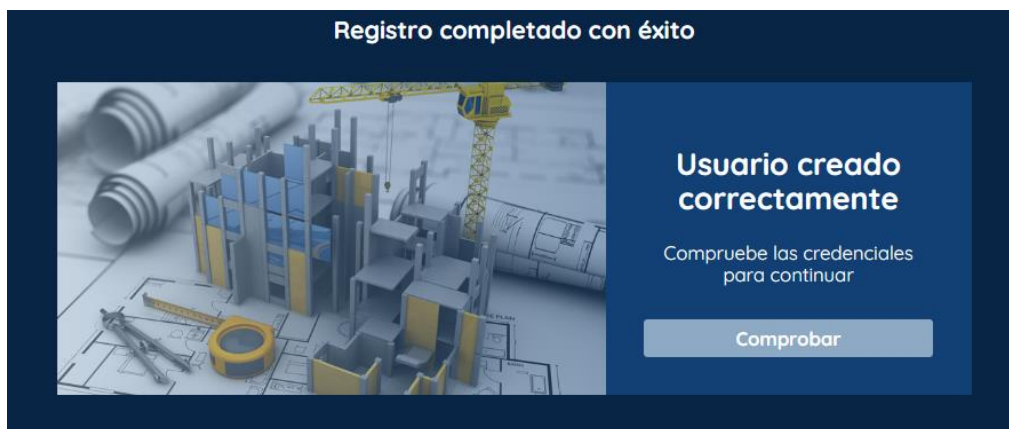 Registro completado con éxito
Usuario creado
correctamente
Compruebe las credenciales
para continuar
Comprobar